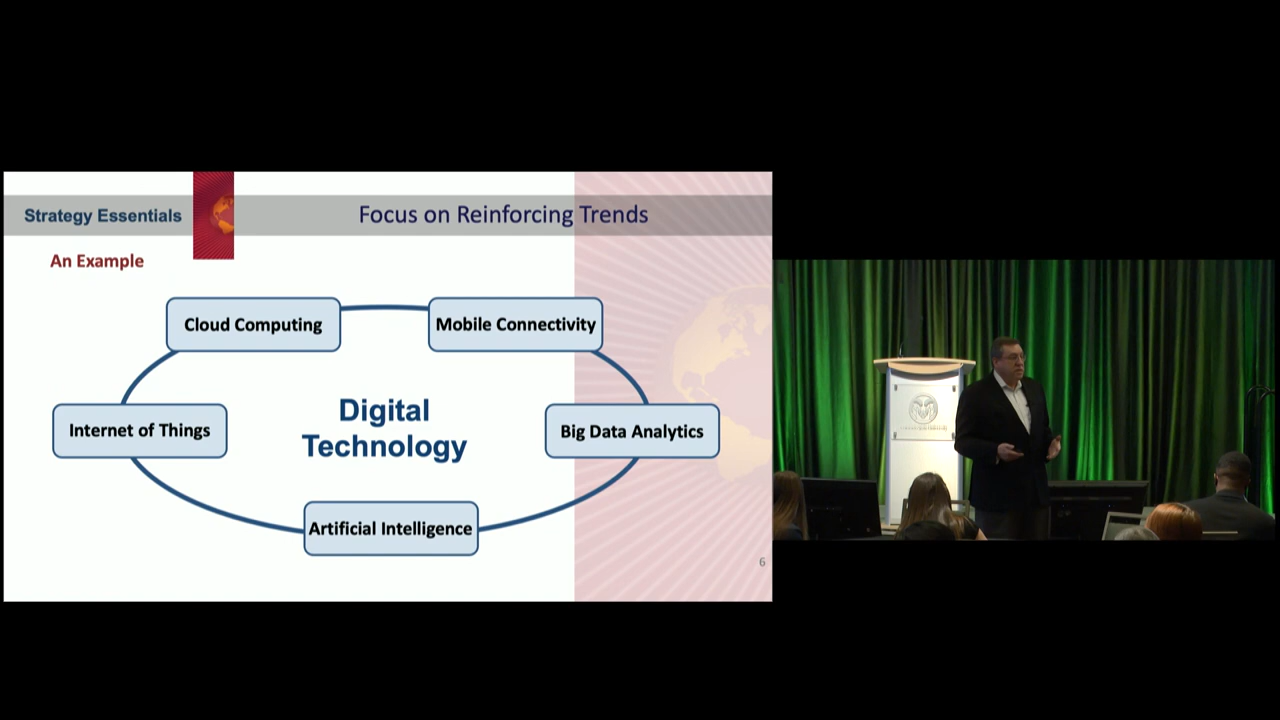 Strategy Essentials
Focus on Reinforcing Trends
An Example
Cloud Computing
Mobile Connectivity
Internet of Things
Digital
Technology
Big Data Analytics
Artificial Intelligence
6